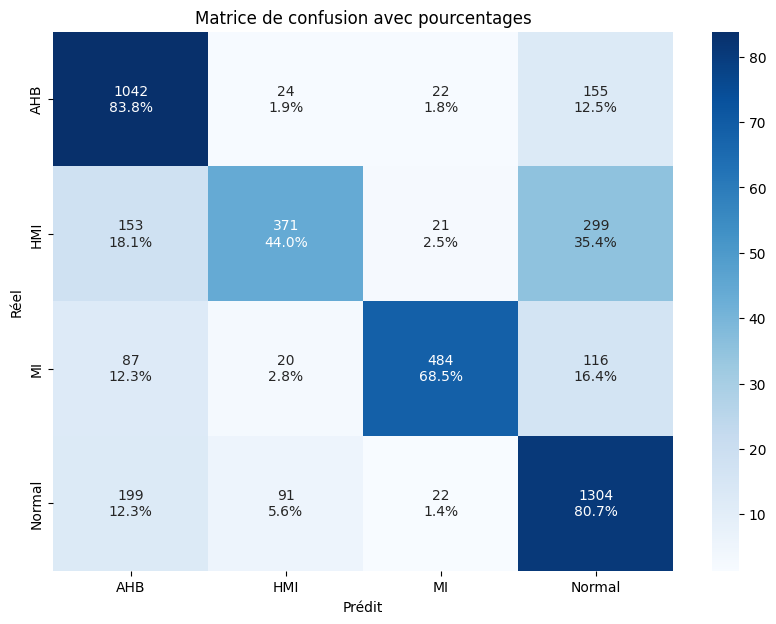 Matrice de confusion avec pourcentages
Réel
AHB
1042 24 22 155
83.8% 1.9% 1.8% 12.5%
HMI
153 371 21 299
18.1% 44.0% 2.5% 35.4%
MI
87 20 484 116
12.3% 2.8% 68.5% 16.4%
Normal
199 91 22 1304
12.3% 5.6% 1.4% 80.7%
AHB HMI MI Normal
Prédit
80
70
60
50
40
30
20
10